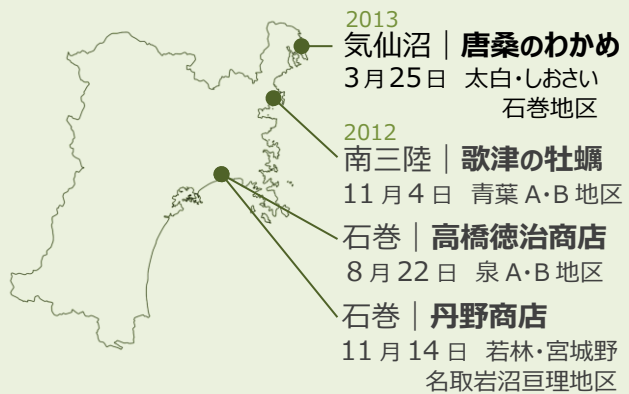 2013
気仙沼｜唐桑のわかめ
3月25日 太白・しおさい
石巻地区
2012
南三陸｜歌津の牡蠣
11月4日 青葉A・B地区
石巻｜高橋徳治商店
8月22日 泉A・B地区
石巻｜丹野商店
11月14日 若林・宮城野
名取岩沼亘理地区